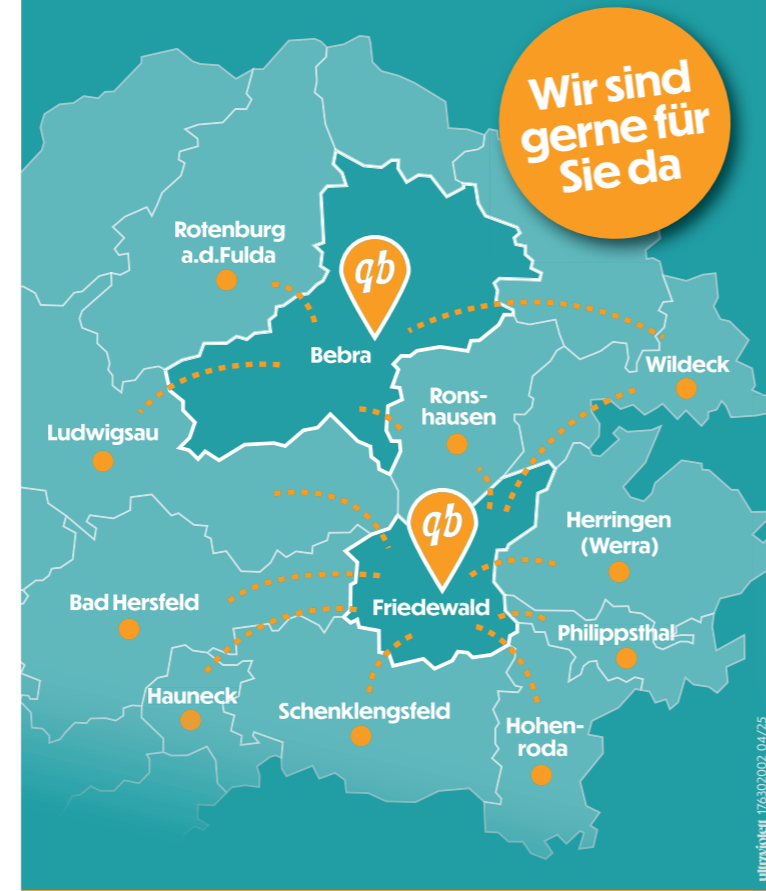 Wir sind
gerne für
Sie da
Rotenburg
a.d.Fulda
qb
Bebra
Wildeck
Rons-
hausen
Ludwigsau
qb
Herringen
(Werra)
Bad Hersfeld
Friedewald
Philippsthal
Hauneck
Schenklengsfeld
Hohen-
roda
ultraviolett 176302002 04/25